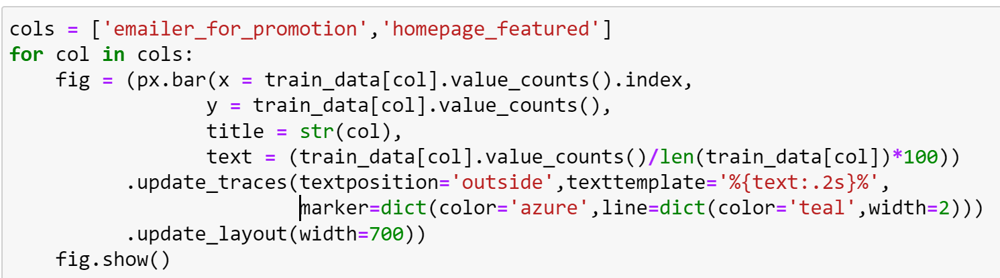 cols = ['emailer_for_promotion','homepage_featured']
for col in cols:
    fig = (px.bar(x = train_data[col].value_counts().index,
                 y = train_data[col].value_counts(),
                 title = str(col),
                 text = (train_data[col].value_counts()/len(train_data[col])*100))
          .update_traces(textposition='outside',texttemplate='%{text:.2s}%',
                         marker=dict(color='azure',line=dict(color='teal',width=2)))
          .update_layout(width=700))
    fig.show()